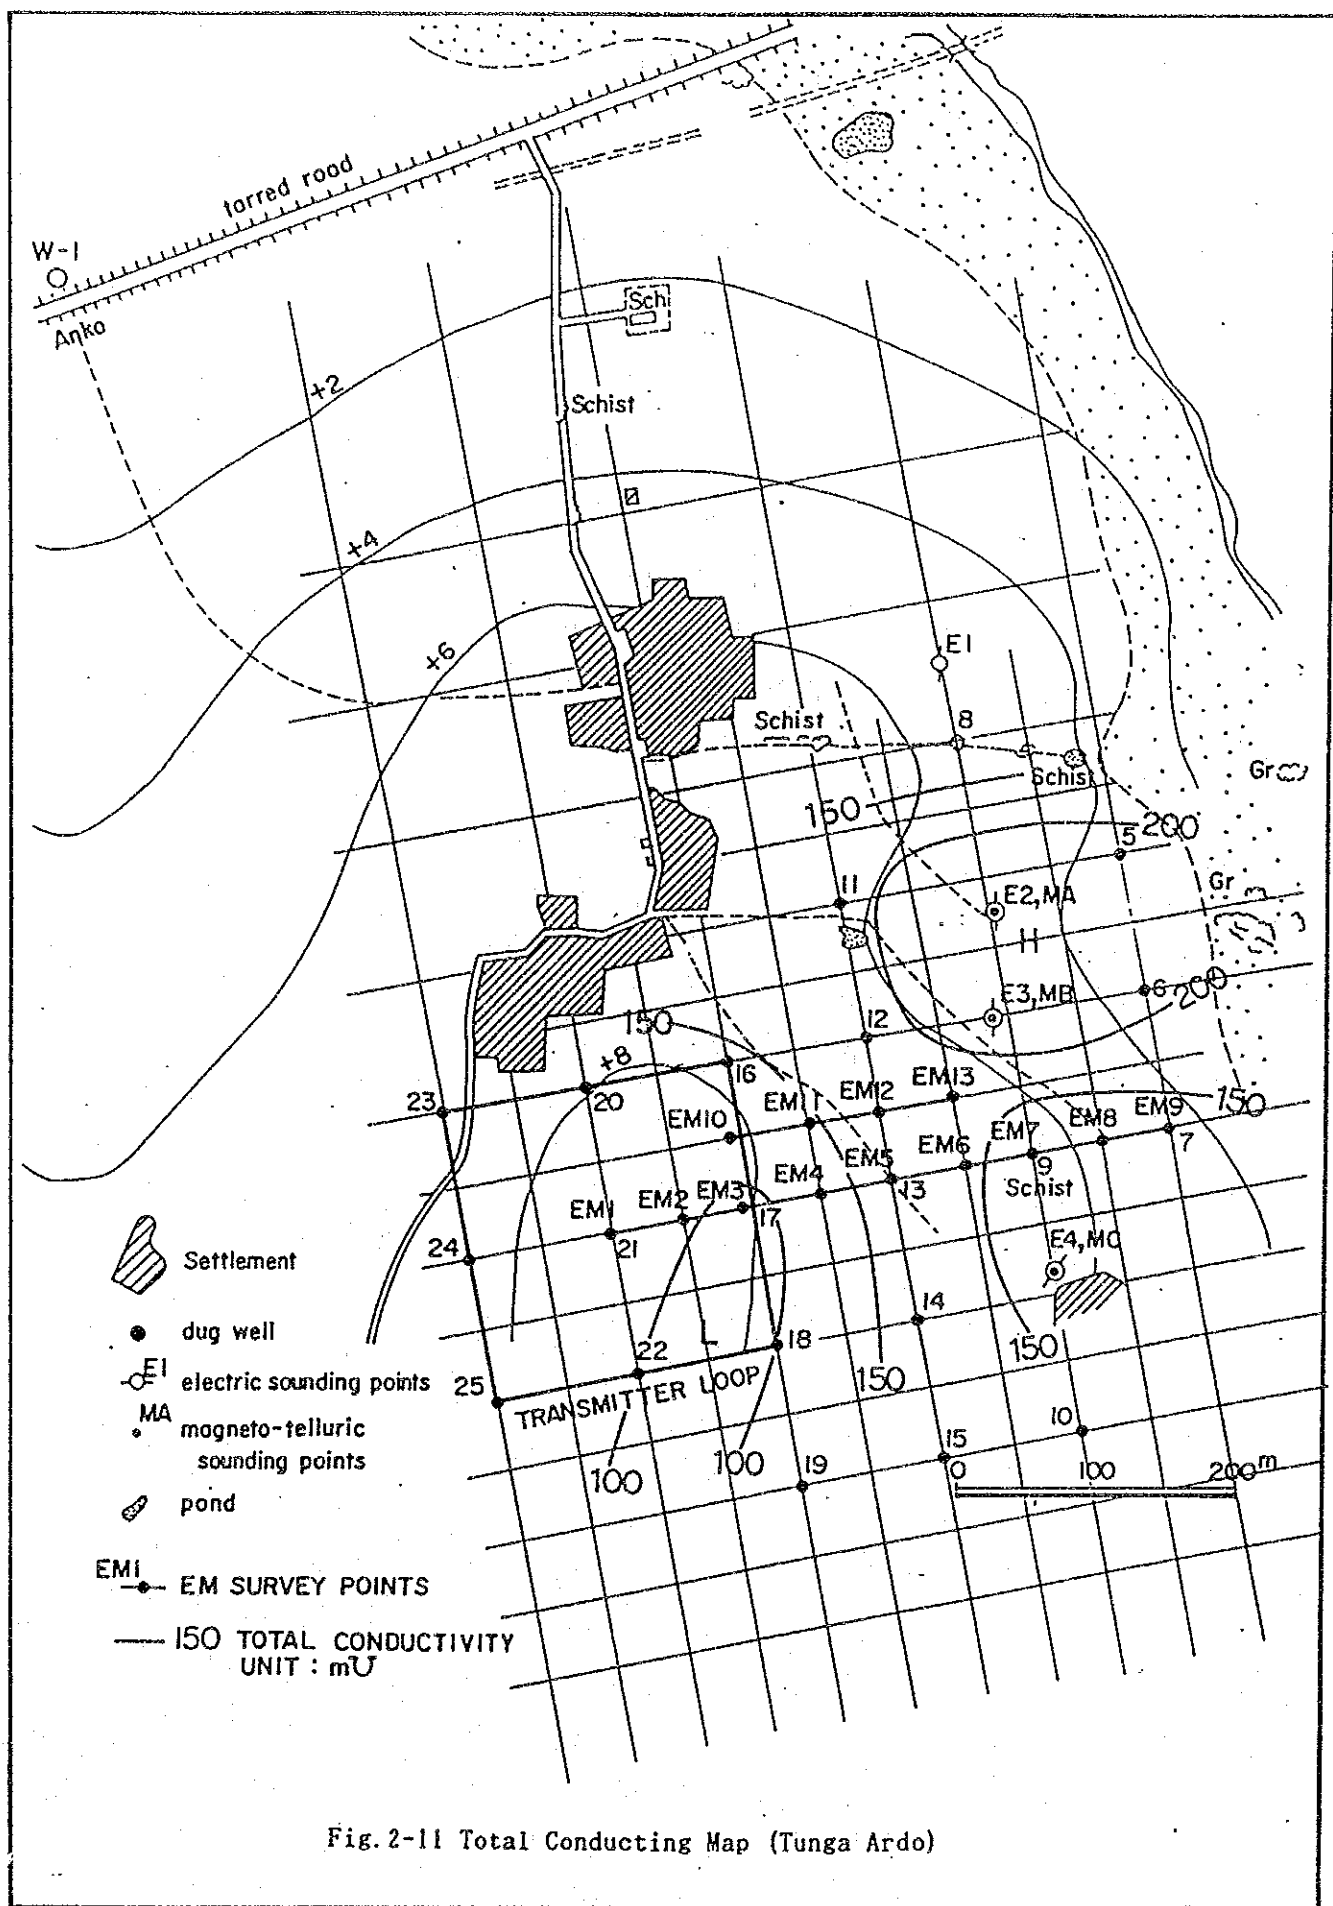 torred rood
W-1
Anko
Sch
+2
Schist
+4
+6
E1
Schist
8
Schist
Gr
150
200
5
11
Gr
E2,MA
H
E3,MB
6
200
12
150
+8
16
20
23
EM10
EM11
EM12
EM13
EM7
EM8
EM9
150
EM4
EM5
EM6
9
7
EM1
EM2
EM3
17
13
Schist
24
21
E4,MC
Settlement
14
dug well
22
L
18
150
E1
electric sounding points
25
TRANSMITTER LOOP
150
MA
magneto-telluric
sounding points
100
100
19
15
10
0 100 200m
pond
EM1
EM SURVEY POINTS
150 TOTAL CONDUCTIVITY
UNIT : m℧
Fig. 2-11 Total Conducting Map (Tunga Ardo)